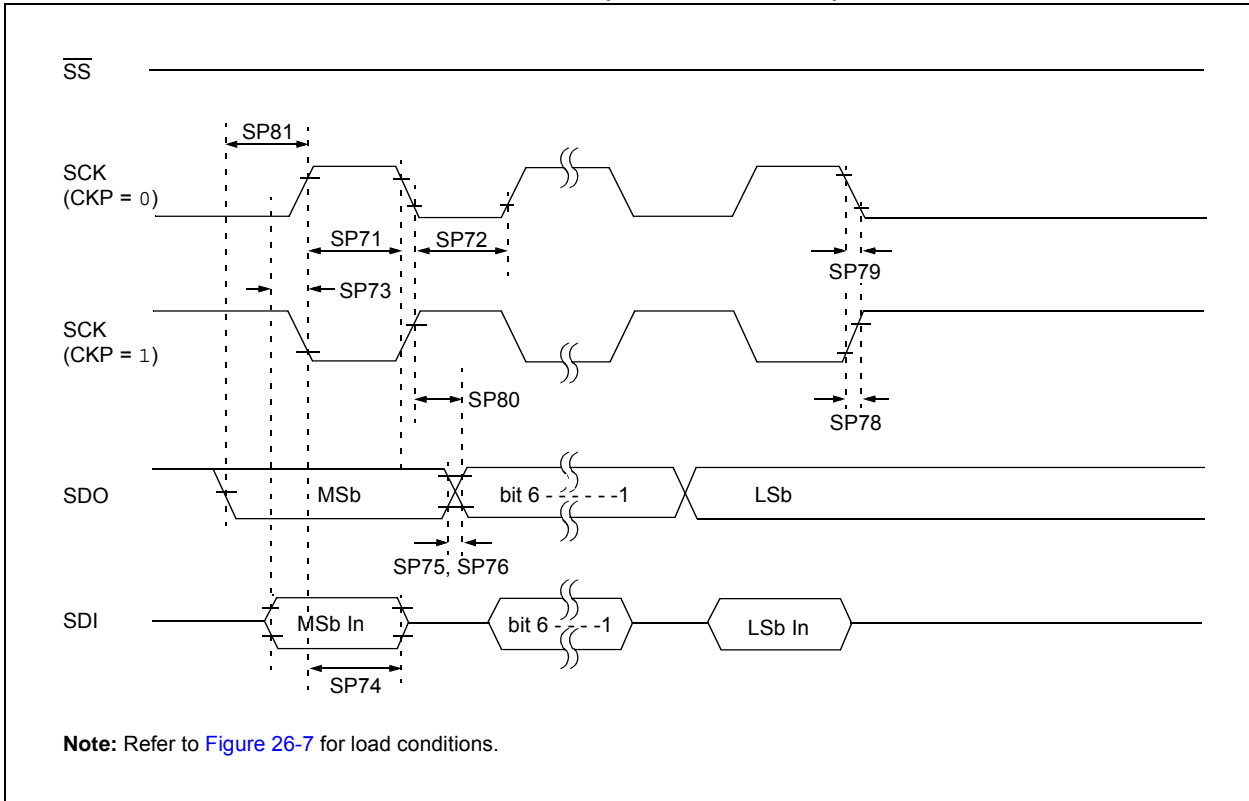 SS
SP81
SCK
(CKP = 0)
SP71
SP72
SP79
SP73
SCK
(CKP = 1)
SP80
SP78
SDO
MSb
bit 6 - - - - - -1
LSb
SP75, SP76
SDI
MSb In
bit 6 - - - -1
LSb In
SP74
Note: Refer to Figure 26-7 for load conditions.